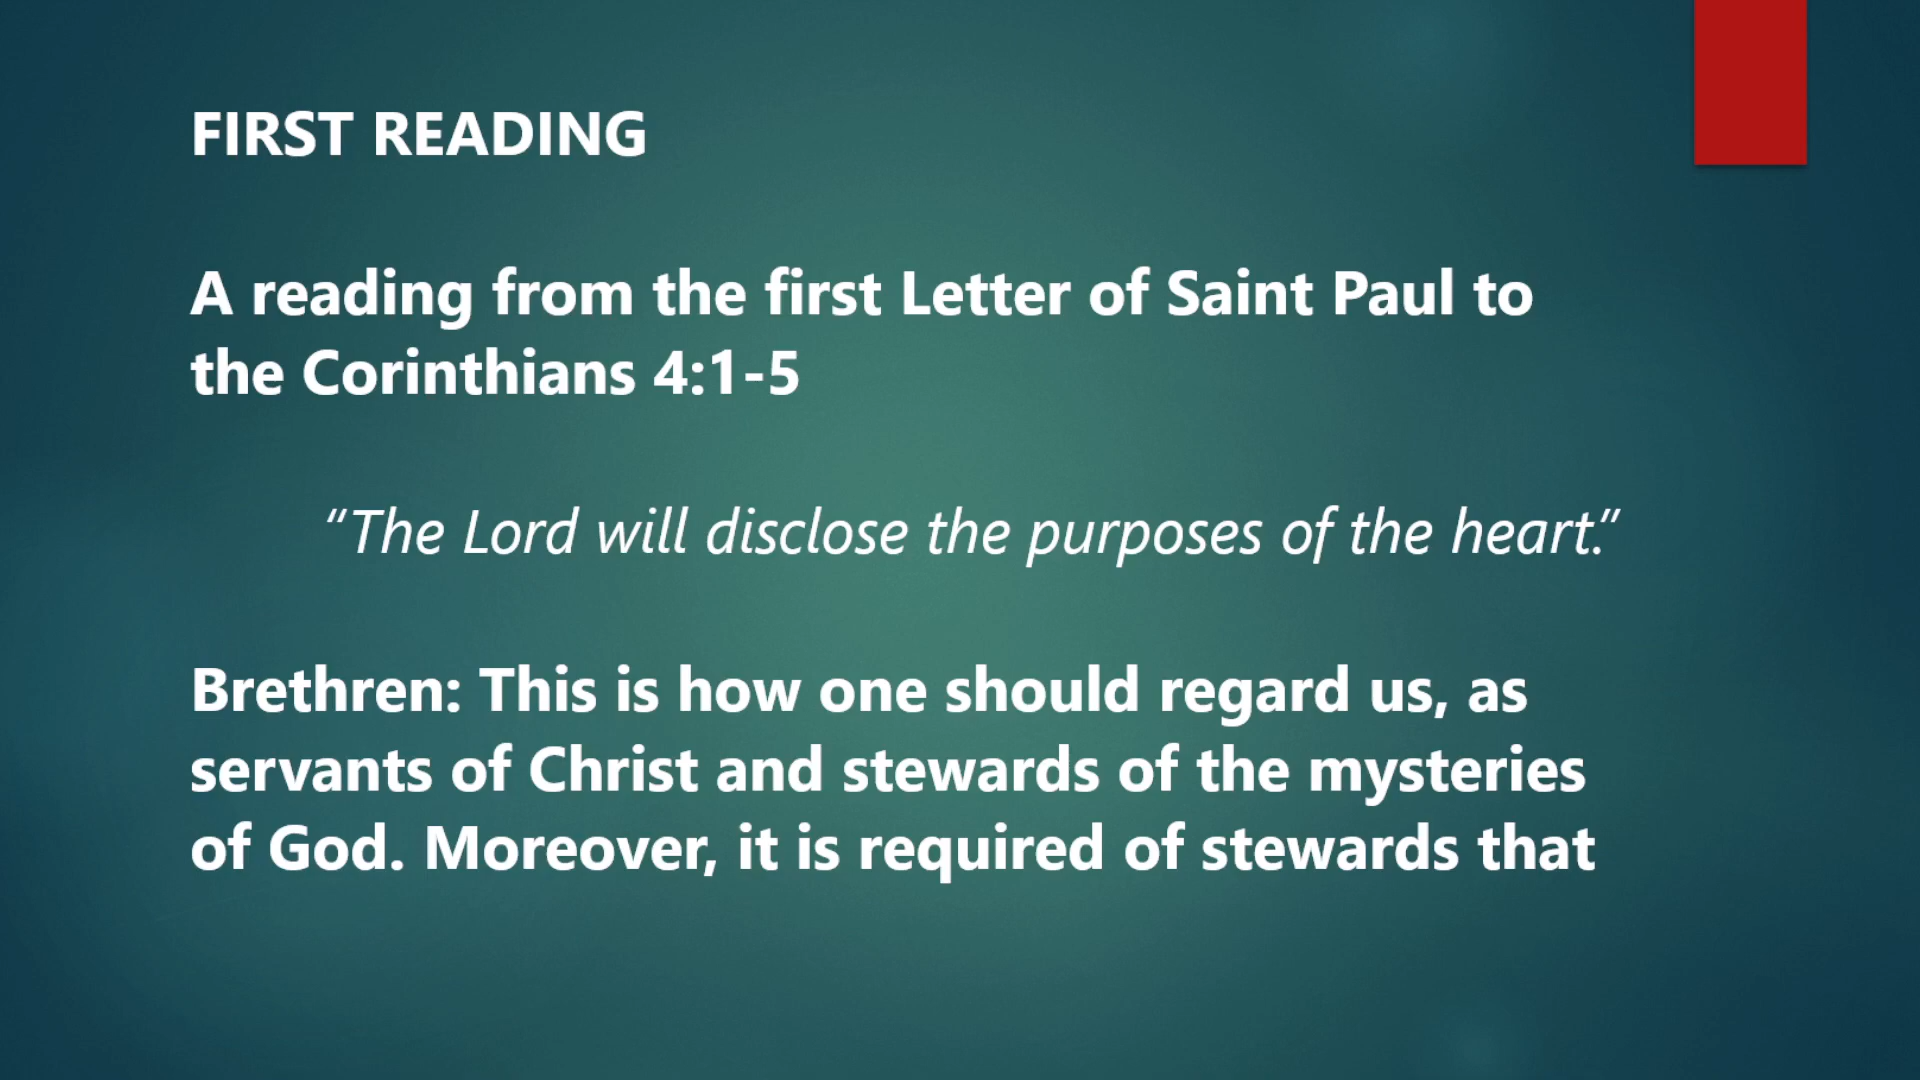 FIRST READING
A reading from the first Letter of Saint Paul to
the Corinthians 4:1-5
“The Lord will disclose the purposes of the heart.”
Brethren: This is how one should regard us, as
servants of Christ and stewards of the mysteries
of God. Moreover, it is required of stewards that